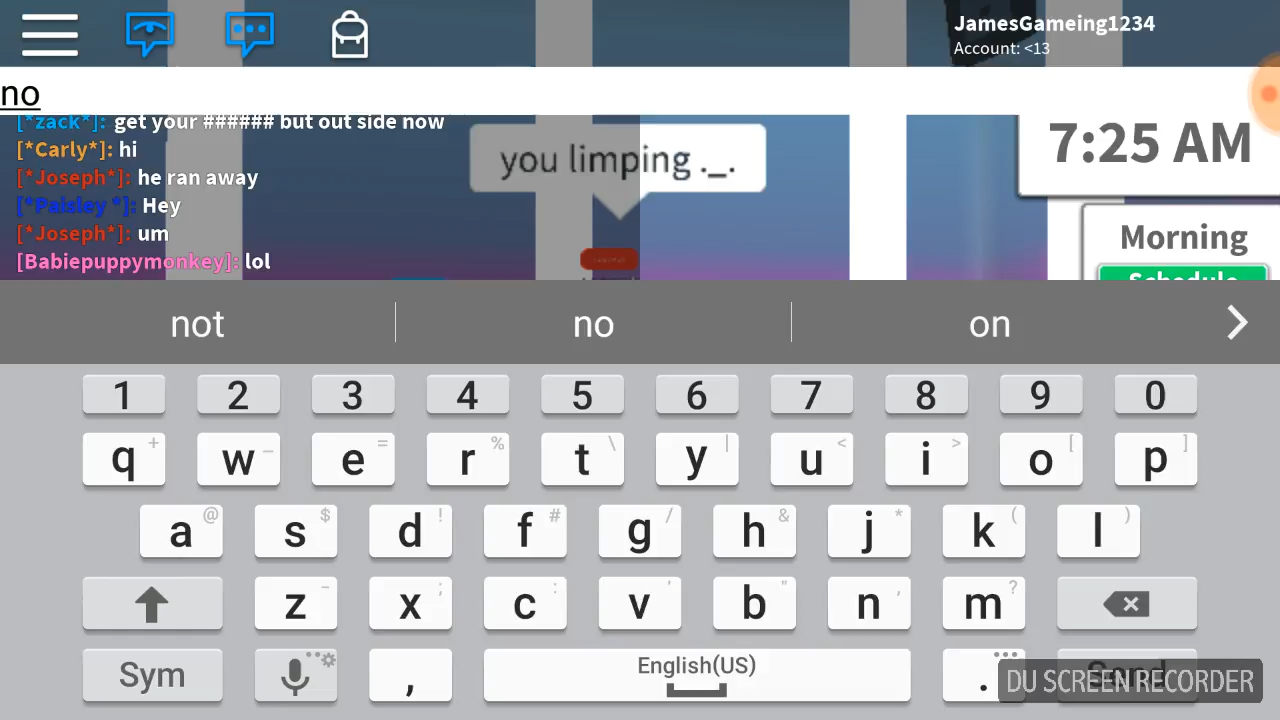 JamesGameing1234
Account: <13
no
[*zack*]: get your ###### but out side now
[*Carly*]: hi
[*Joseph*]: he ran away
[*Paisley *]: Hey
[*Joseph*]: um
[Babiepuppymonkey]: lol
you limping ._.
7:25 AM
Morning
Schedule
not no on
1 2 3 4 5 6 7 8 9 0
q + w _ e = r % t \ y | u < i > o [ p ]
a @ s $ d ! f # g / h & j * k ( l )
z - x ; c : v ' b " n , m ?
Sym , English(US) . Send
DU SCREEN RECORDER